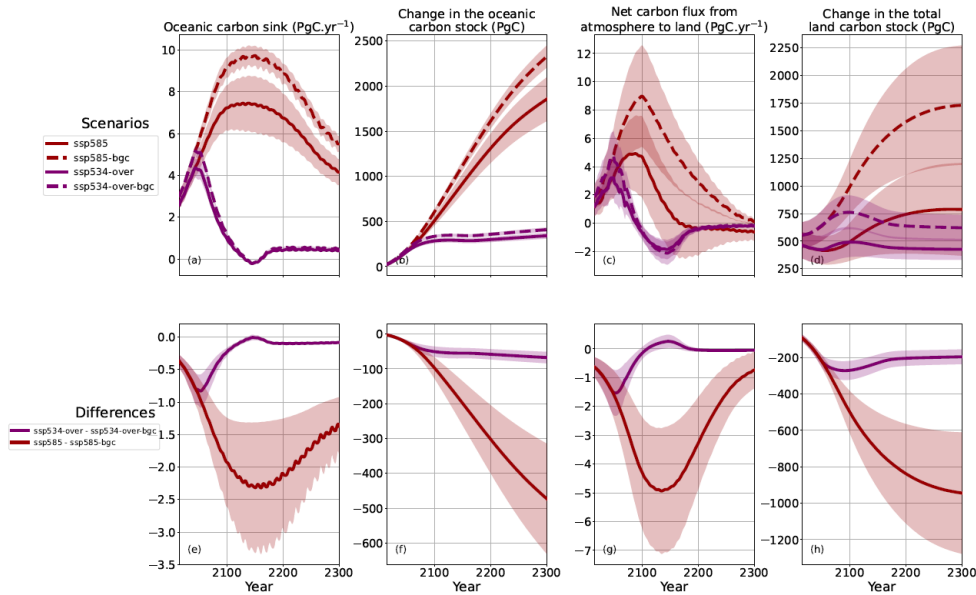 Oceanic carbon sink (PgC.yr⁻¹)
Change in the oceanic
carbon stock (PgC)
Net carbon flux from
atmosphere to land (PgC.yr⁻¹)
Change in the total
land carbon stock (PgC)
Scenarios
ssp585
ssp585-bgc
ssp534-over
ssp534-over-bgc
10
8
6
4
2
0
(a)
2500
2000
1500
1000
500
0
(b)
12
10
8
6
4
2
0
−2
(c)
2250
2000
1750
1500
1250
1000
750
500
250
(d)
Differences
ssp534-over - ssp534-over-bgc
ssp585 - ssp585-bgc
0.0
−0.5
−1.0
−1.5
−2.0
−2.5
−3.0
−3.5
(e)
2100 2200 2300
Year
0
−100
−200
−300
−400
−500
−600
(f)
2100 2200 2300
Year
0
−1
−2
−3
−4
−5
−6
−7
(g)
2100 2200 2300
Year
−200
−400
−600
−800
−1000
−1200
(h)
2100 2200 2300
Year